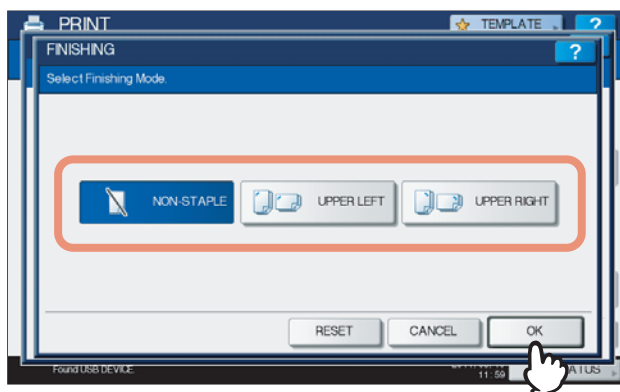 PRINT
TEMPLATE
?
FINISHING
?
Select Finishing Mode.
NON-STAPLE
UPPER LEFT
UPPER RIGHT
RESET
CANCEL
OK
Found USB DEVICE.
11:59